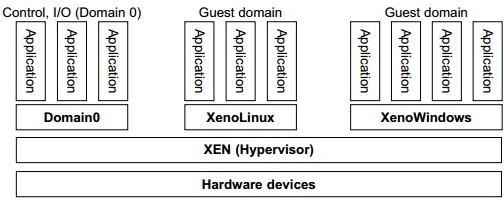 Control, I/O (Domain 0)
Guest domain
Guest domain
Application
Application
Application
Application
Application
Application
Application
Application
Application
Application
Domain0
XenoLinux
XenoWindows
XEN (Hypervisor)
Hardware devices